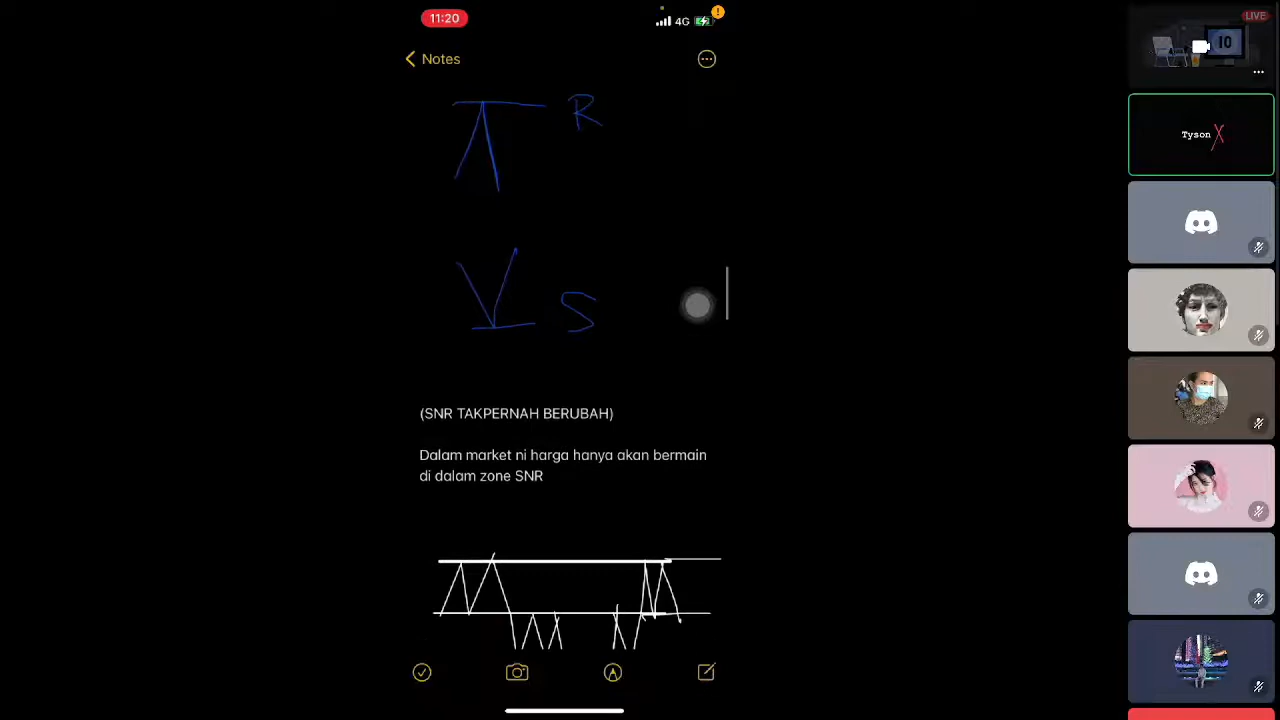 11:20
4G
!
LIVE
Notes
10
R
Tyson X
S
(SNR TAKPERNAH BERUBAH)
Dalam market ni harga hanya akan bermain
di dalam zone SNR